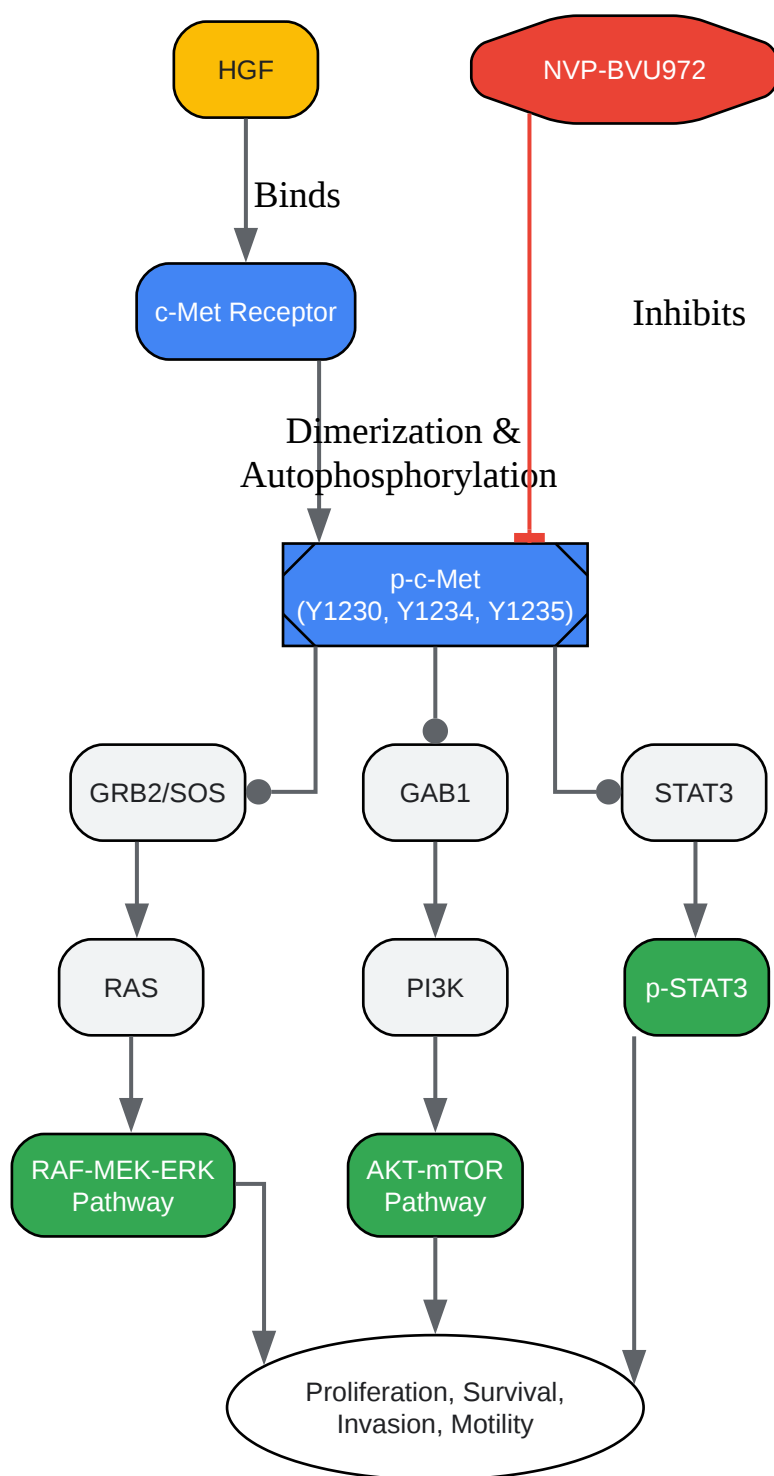 HGF
NVP-BVU972
Binds
c-Met Receptor
Inhibits
Dimerization &
Autophosphorylation
p-c-Met
(Y1230, Y1234, Y1235)
GRB2/SOS
GAB1
STAT3
RAS
PI3K
p-STAT3
RAF-MEK-ERK
Pathway
AKT-mTOR
Pathway
Proliferation, Survival,
Invasion, Motility